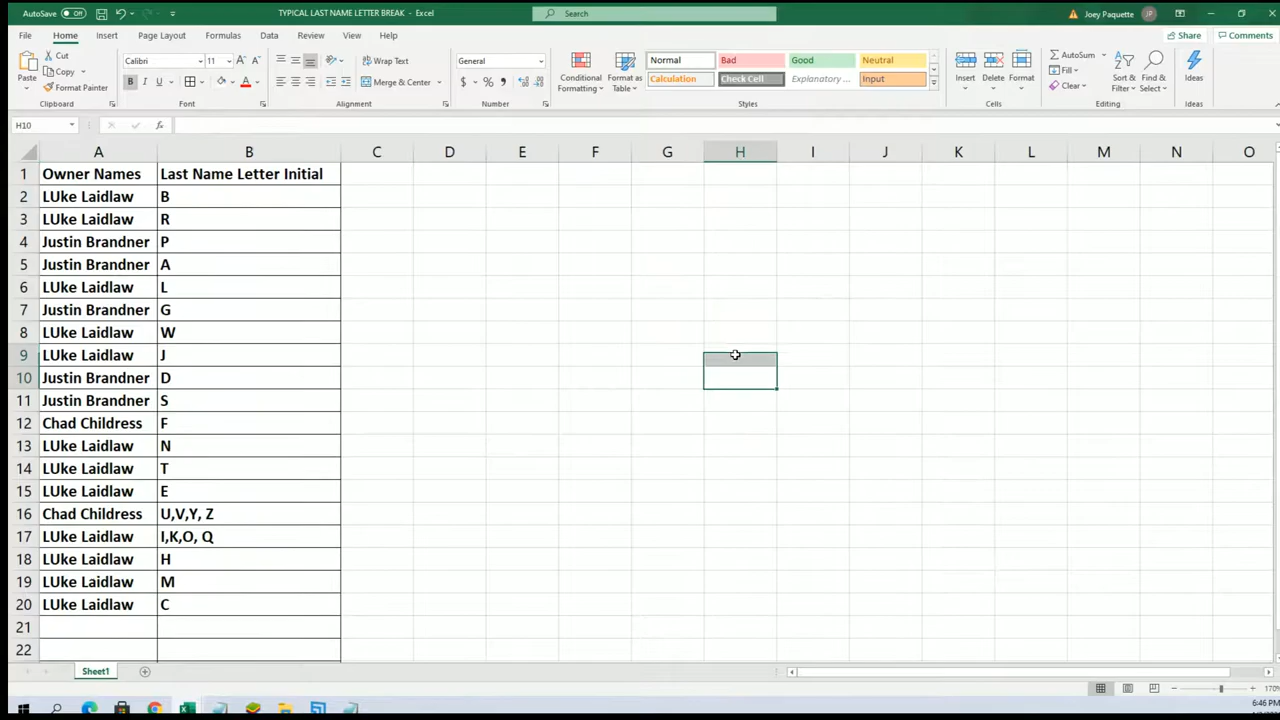 AutoSave Off TYPICAL LAST NAME LETTER BREAK - Excel Search Joey Paquette JP
File Home Insert Page Layout Formulas Data Review View Help Share Comments
Paste Cut Copy Format Painter Clipboard
Calibri 11 B I U Font
Wrap Text Merge & Center Alignment
General $ % Number
Conditional Formatting Format as Table
Normal Bad Good Neutral
Calculation Check Cell Explanatory ... Input
Styles
Insert Delete Format Cells
AutoSum Fill Clear Sort & Filter Find & Select Editing
Ideas Ideas
H10 fx
A B C D E F G H I J K L M N O
1 Owner Names Last Name Letter Initial
2 LUke Laidlaw B
3 LUke Laidlaw R
4 Justin Brandner P
5 Justin Brandner A
6 LUke Laidlaw L
7 Justin Brandner G
8 LUke Laidlaw W
9 LUke Laidlaw J
10 Justin Brandner D
11 Justin Brandner S
12 Chad Childress F
13 LUke Laidlaw N
14 LUke Laidlaw T
15 LUke Laidlaw E
16 Chad Childress U,V,Y, Z
17 LUke Laidlaw I,K,O, Q
18 LUke Laidlaw H
19 LUke Laidlaw M
20 LUke Laidlaw C
21
22
Sheet1
170%
6:46 PM